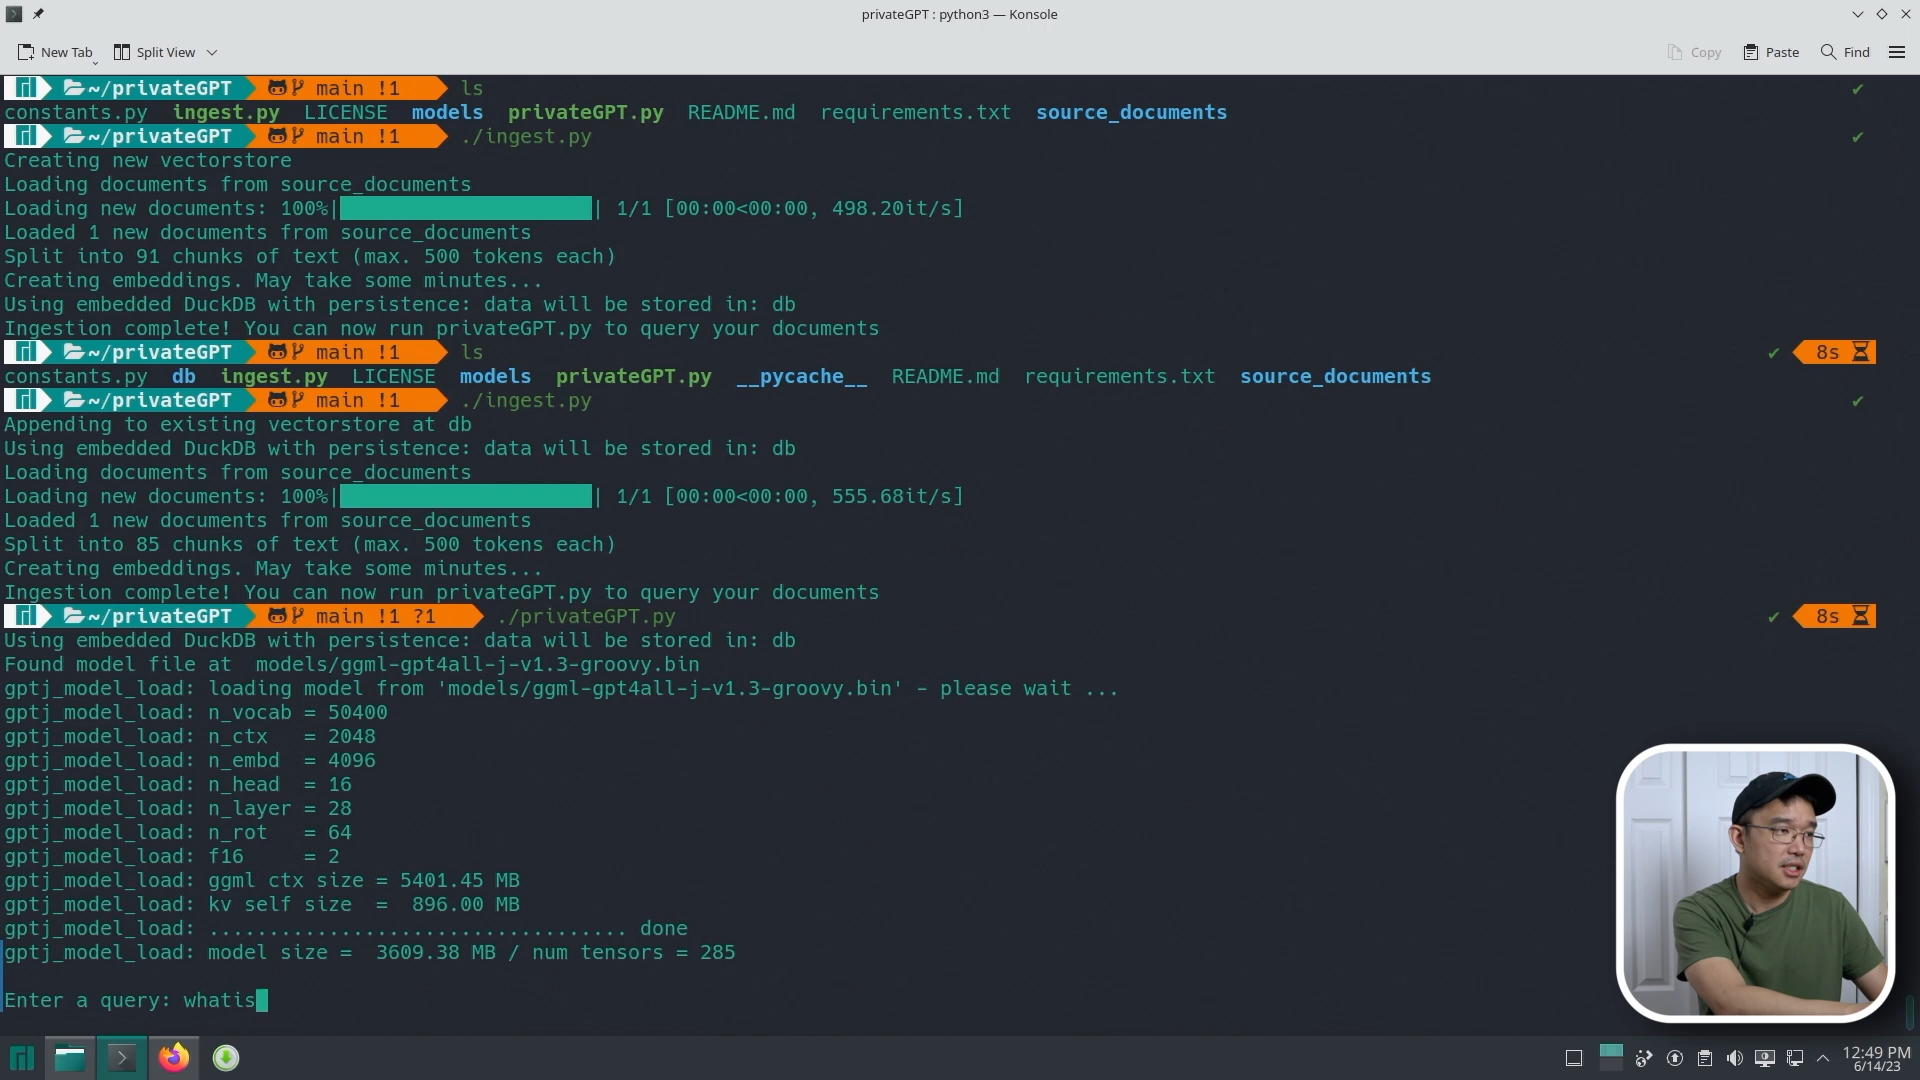 privateGPT : python3 — Konsole
New Tab Split View Copy Paste Find
~/privateGPT main !1 ls ✔
constants.py ingest.py LICENSE models privateGPT.py README.md requirements.txt source_documents
~/privateGPT main !1 ./ingest.py ✔
Creating new vectorstore
Loading documents from source_documents
Loading new documents: 100%| | 1/1 [00:00<00:00, 498.20it/s]
Loaded 1 new documents from source_documents
Split into 91 chunks of text (max. 500 tokens each)
Creating embeddings. May take some minutes...
Using embedded DuckDB with persistence: data will be stored in: db
Ingestion complete! You can now run privateGPT.py to query your documents
~/privateGPT main !1 ls ✔ 8s
constants.py db ingest.py LICENSE models privateGPT.py __pycache__ README.md requirements.txt source_documents
~/privateGPT main !1 ./ingest.py ✔
Appending to existing vectorstore at db
Using embedded DuckDB with persistence: data will be stored in: db
Loading documents from source_documents
Loading new documents: 100%| | 1/1 [00:00<00:00, 555.68it/s]
Loaded 1 new documents from source_documents
Split into 85 chunks of text (max. 500 tokens each)
Creating embeddings. May take some minutes...
Ingestion complete! You can now run privateGPT.py to query your documents
~/privateGPT main !1 ?1 ./privateGPT.py ✔ 8s
Using embedded DuckDB with persistence: data will be stored in: db
Found model file at  models/ggml-gpt4all-j-v1.3-groovy.bin
gptj_model_load: loading model from 'models/ggml-gpt4all-j-v1.3-groovy.bin' - please wait ...
gptj_model_load: n_vocab = 50400
gptj_model_load: n_ctx   = 2048
gptj_model_load: n_embd  = 4096
gptj_model_load: n_head  = 16
gptj_model_load: n_layer = 28
gptj_model_load: n_rot   = 64
gptj_model_load: f16     = 2
gptj_model_load: ggml ctx size = 5401.45 MB
gptj_model_load: kv self size  =  896.00 MB
gptj_model_load: ................................... done
gptj_model_load: model size =  3609.38 MB / num tensors = 285
Enter a query: whatis
12:49 PM
6/14/23